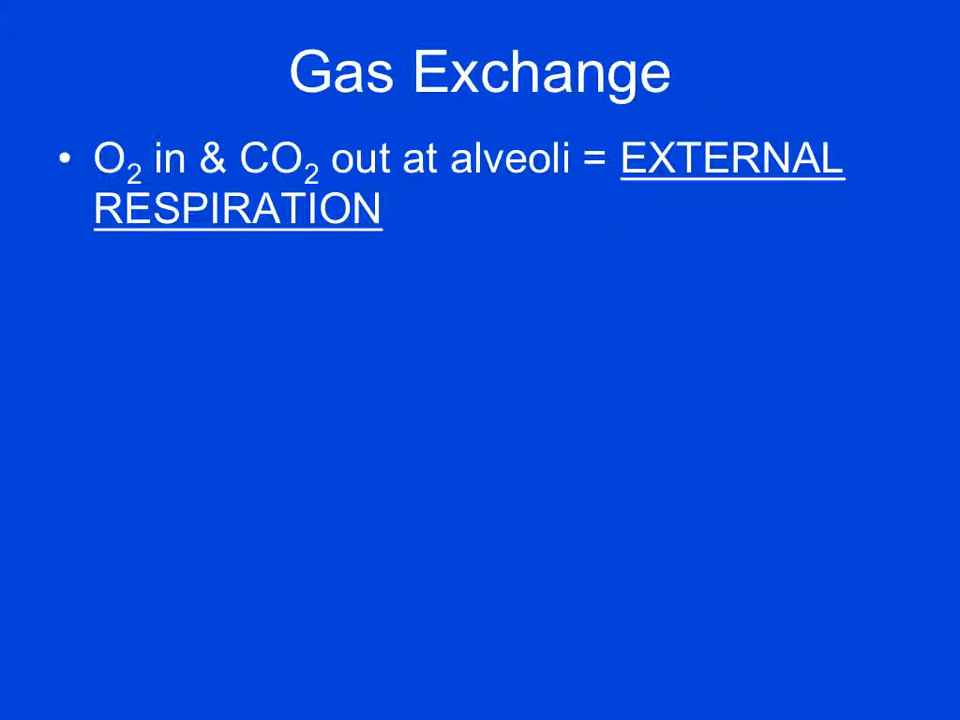 Gas Exchange
• O₂ in & CO₂ out at alveoli = EXTERNAL
RESPIRATION